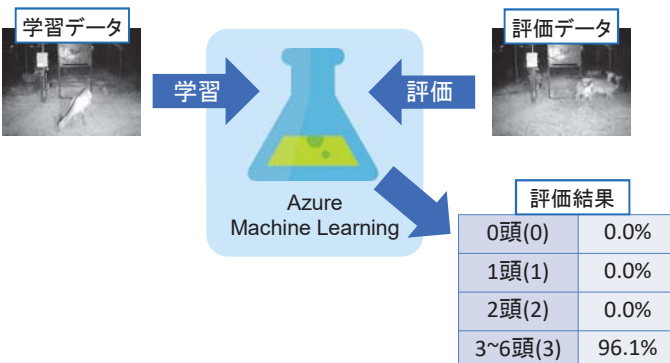 学習データ
評価データ
学習
評価
Azure
Machine Learning
評価結果
0頭(0) 0.0%
1頭(1) 0.0%
2頭(2) 0.0%
3~6頭(3) 96.1%